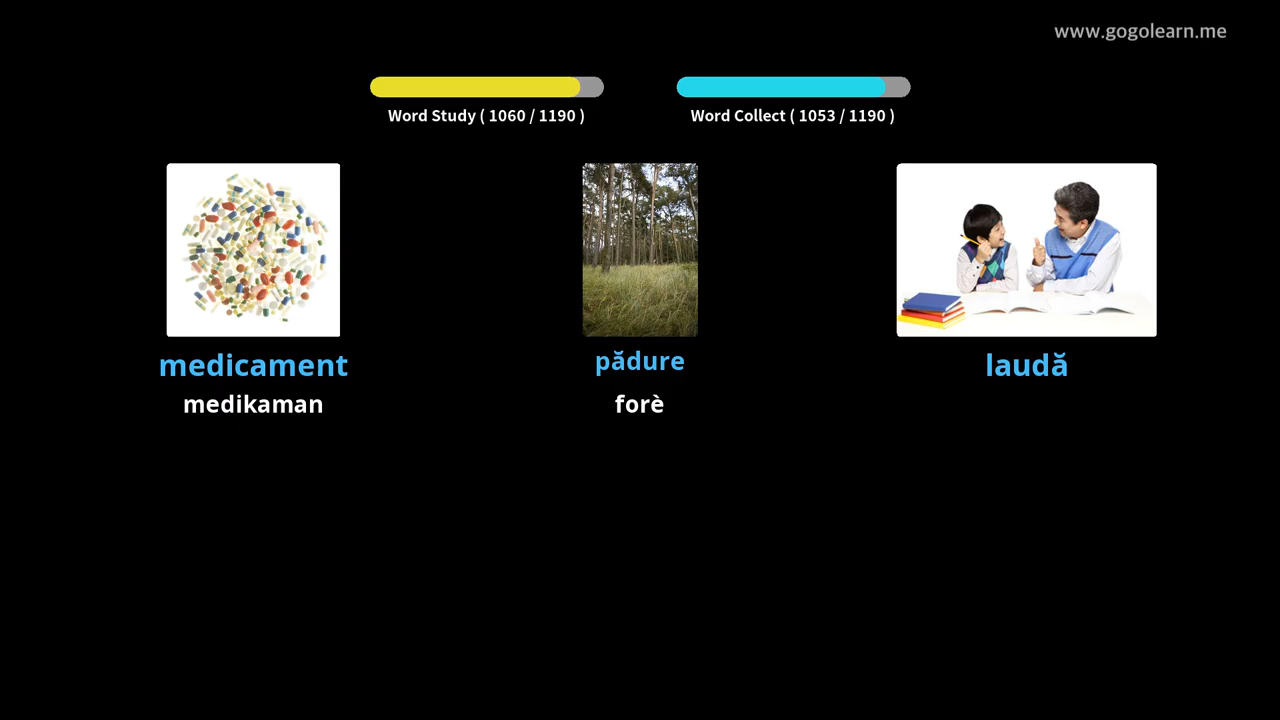 www.gogolearn.me
Word Study ( 1060 / 1190 )
Word Collect ( 1053 / 1190 )
medicament
medikaman
pădure
forè
laudă